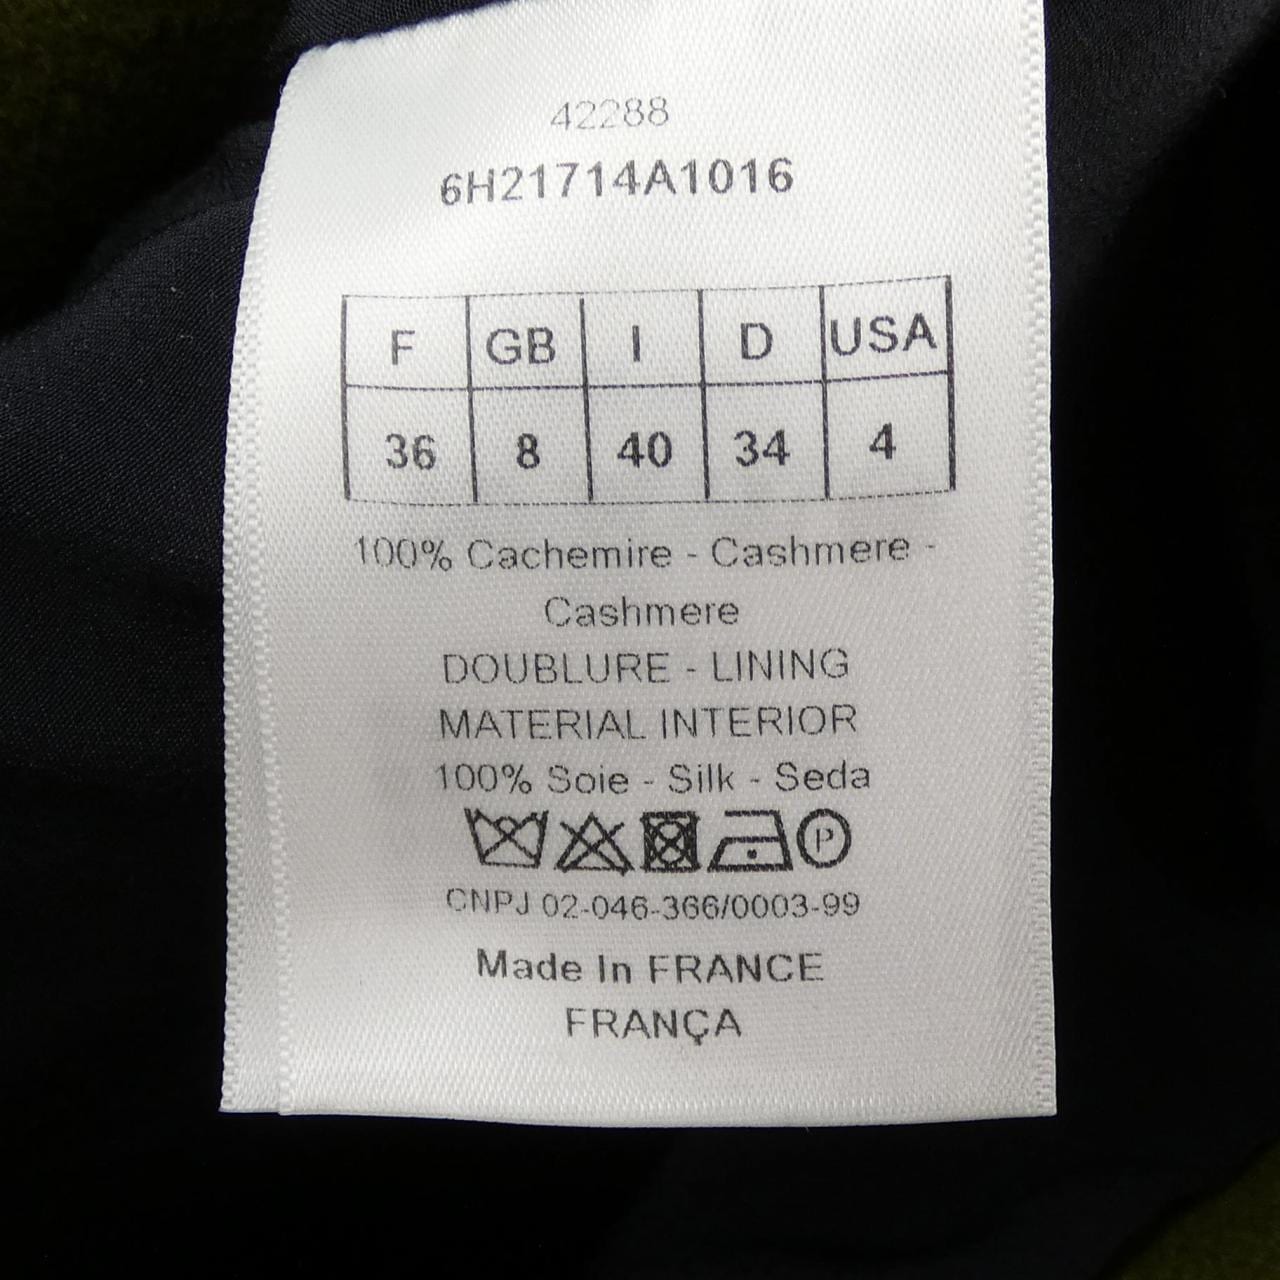 42288
6H21714A1016
F GB I D USA
36 8 40 34 4
100% Cachemire - Cashmere -
Cashmere
DOUBLURE - LINING
MATERIAL INTERIOR
100% Soie - Silk - Seda
P
CNPJ 02-046-366/0003-99
Made In FRANCE
FRANÇA